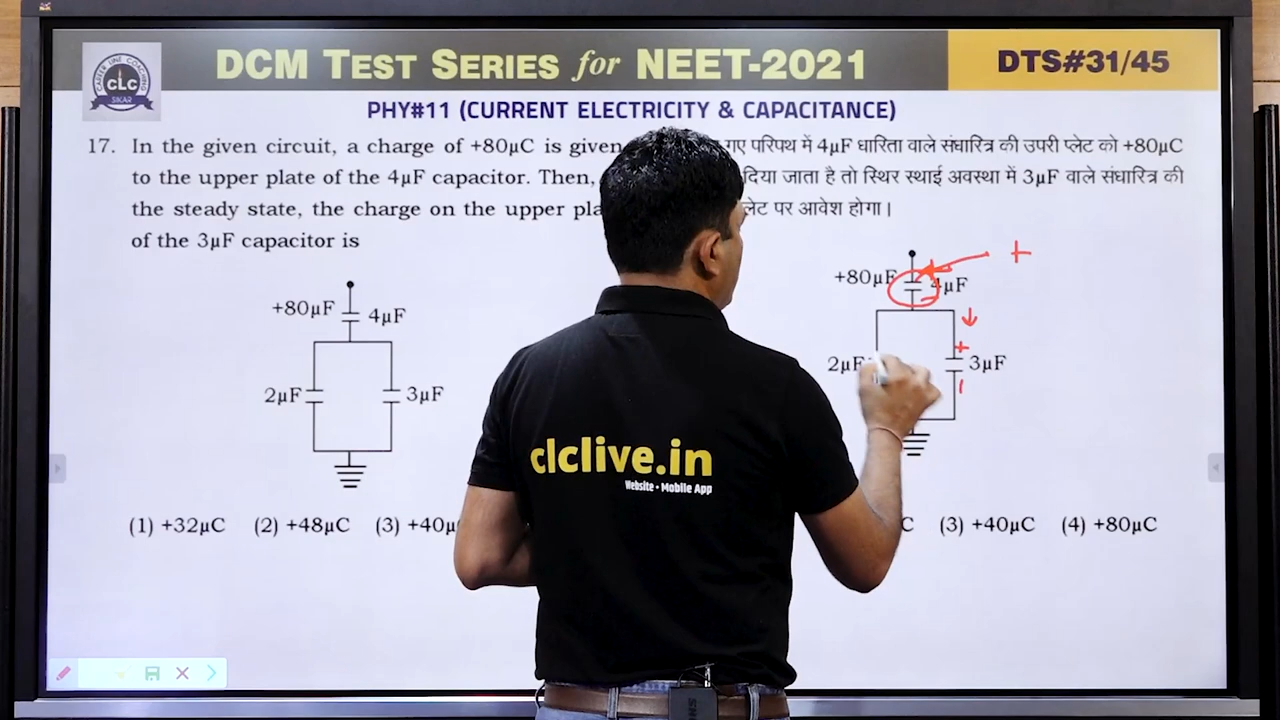 DCM TEST SERIES for NEET-2021
DTS#31/45
CAREER LINE COACHING
CLC
SIKAR
PHY#11 (CURRENT ELECTRICITY & CAPACITANCE)
17. In the given circuit, a charge of +80µC is given
to the upper plate of the 4µF capacitor. Then,
the steady state, the charge on the upper pla
of the 3µF capacitor is
गए परिपथ में 4µF धारिता वाले संधारित्र की उपरी प्लेट को +80µC
दिया जाता है तो स्थिर स्थाई अवस्था में 3µF वाले संधारित्र की
लेट पर आवेश होगा।
+80µF
4µF
2µF
3µF
+80µF
4µF
2µF
3µF
+
+
(1) +32µC (2) +48µC (3) +40µ
C (3) +40µC (4) +80µC
clclive.in
Website • Mobile App